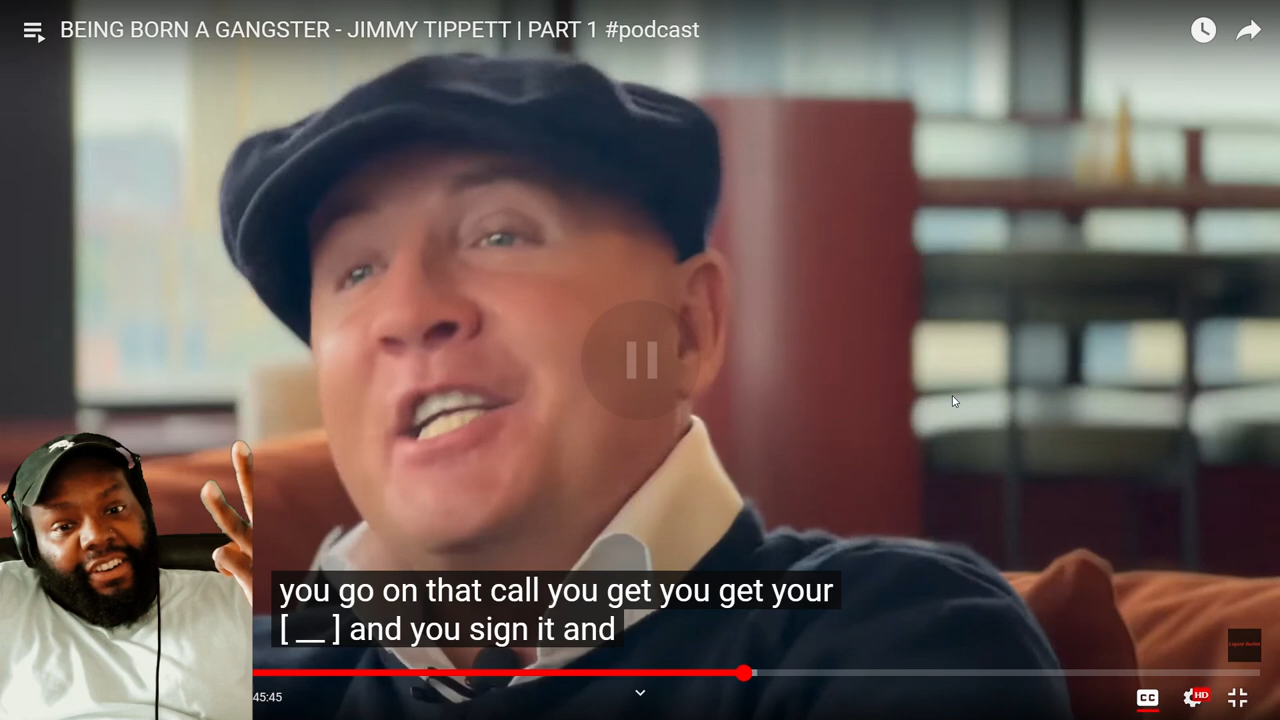 BEING BORN A GANGSTER - JIMMY TIPPETT | PART 1 #podcast
you go on that call you get you get your
[ __ ] and you sign it and
45:45
CC
HD